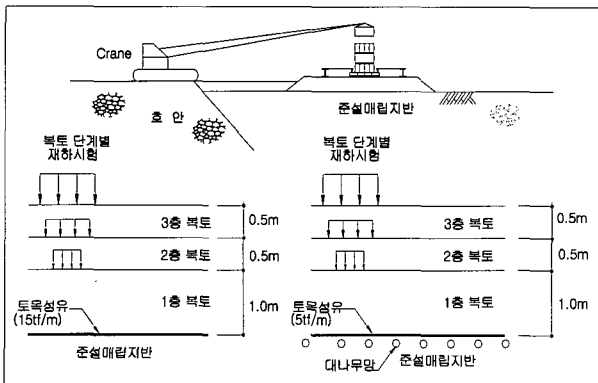 Crane
호 안
준설매립지반
복토 단계별
재하시험
3층 복토
0.5m
2층 복토
0.5m
1층 복토
1.0m
토목섬유
(15tf/m)
준설매립지반
복토 단계별
재하시험
3층 복토
0.5m
2층 복토
0.5m
1층 복토
1.0m
토목섬유
(5tf/m)
대나무망
준설매립지반